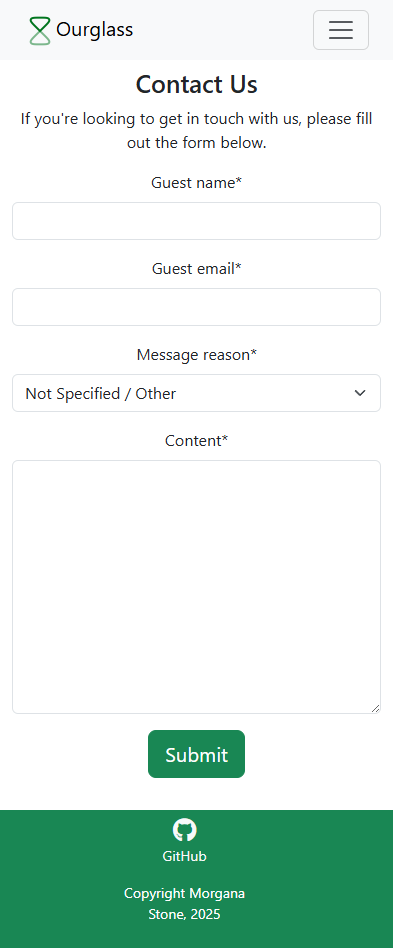 Ourglass
Contact Us
If you're looking to get in touch with us, please fill
out the form below.
Guest name*
Guest email*
Message reason*
Not Specified / Other
Content*
Submit
GitHub
Copyright Morgana
Stone, 2025